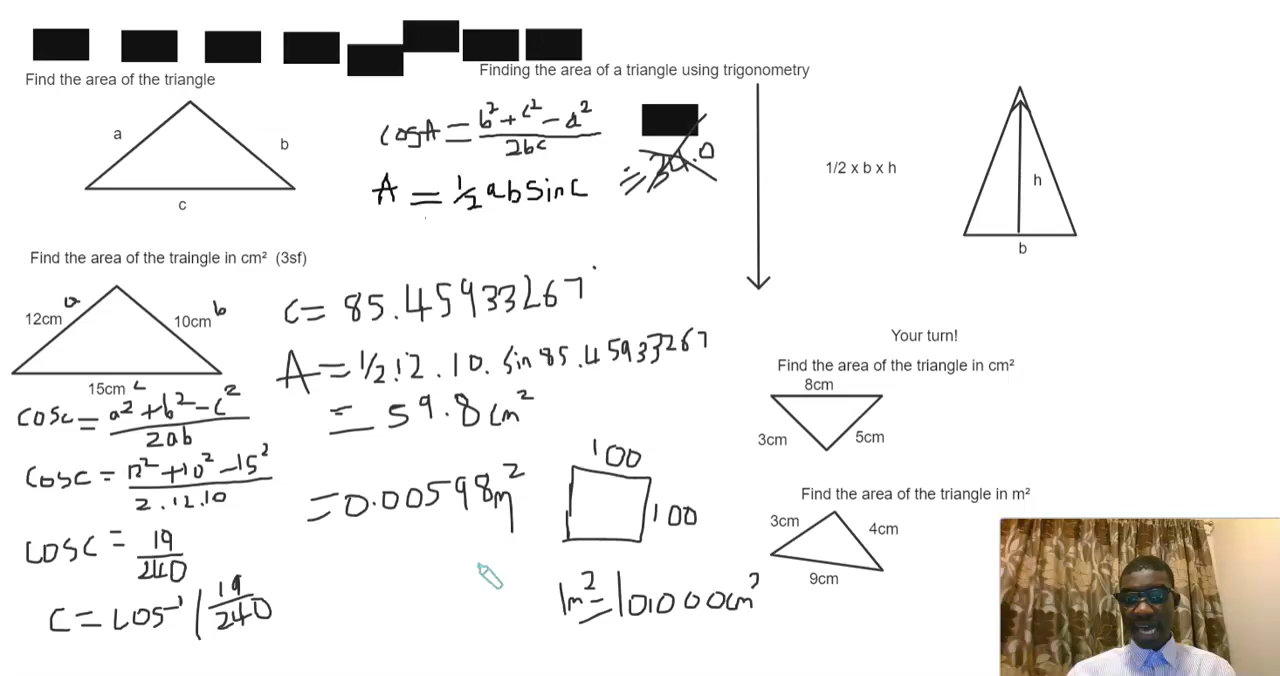 Find the area of the triangle
a
b
c
cosA = b²+c²-a² / 2bc
A = ½ab sinC
Finding the area of a triangle using trigonometry
1/2 x b x h
h
b
Find the area of the traingle in cm² (3sf)
12cm a
10cm b
15cm c
cosc = a²+b²-c² / 2ab
cosc = 12²+10²-15² / 2.12.10
cosc = 19/240
c = cos⁻¹(19/240
c = 85.45933267
A = ½.12.10. sin 85.45933267
= 59.8cm²
= 0.00598m²
100
100
1m² = 10,000cm²
Your turn!
Find the area of the triangle in cm²
8cm
3cm
5cm
Find the area of the triangle in m²
3cm
4cm
9cm